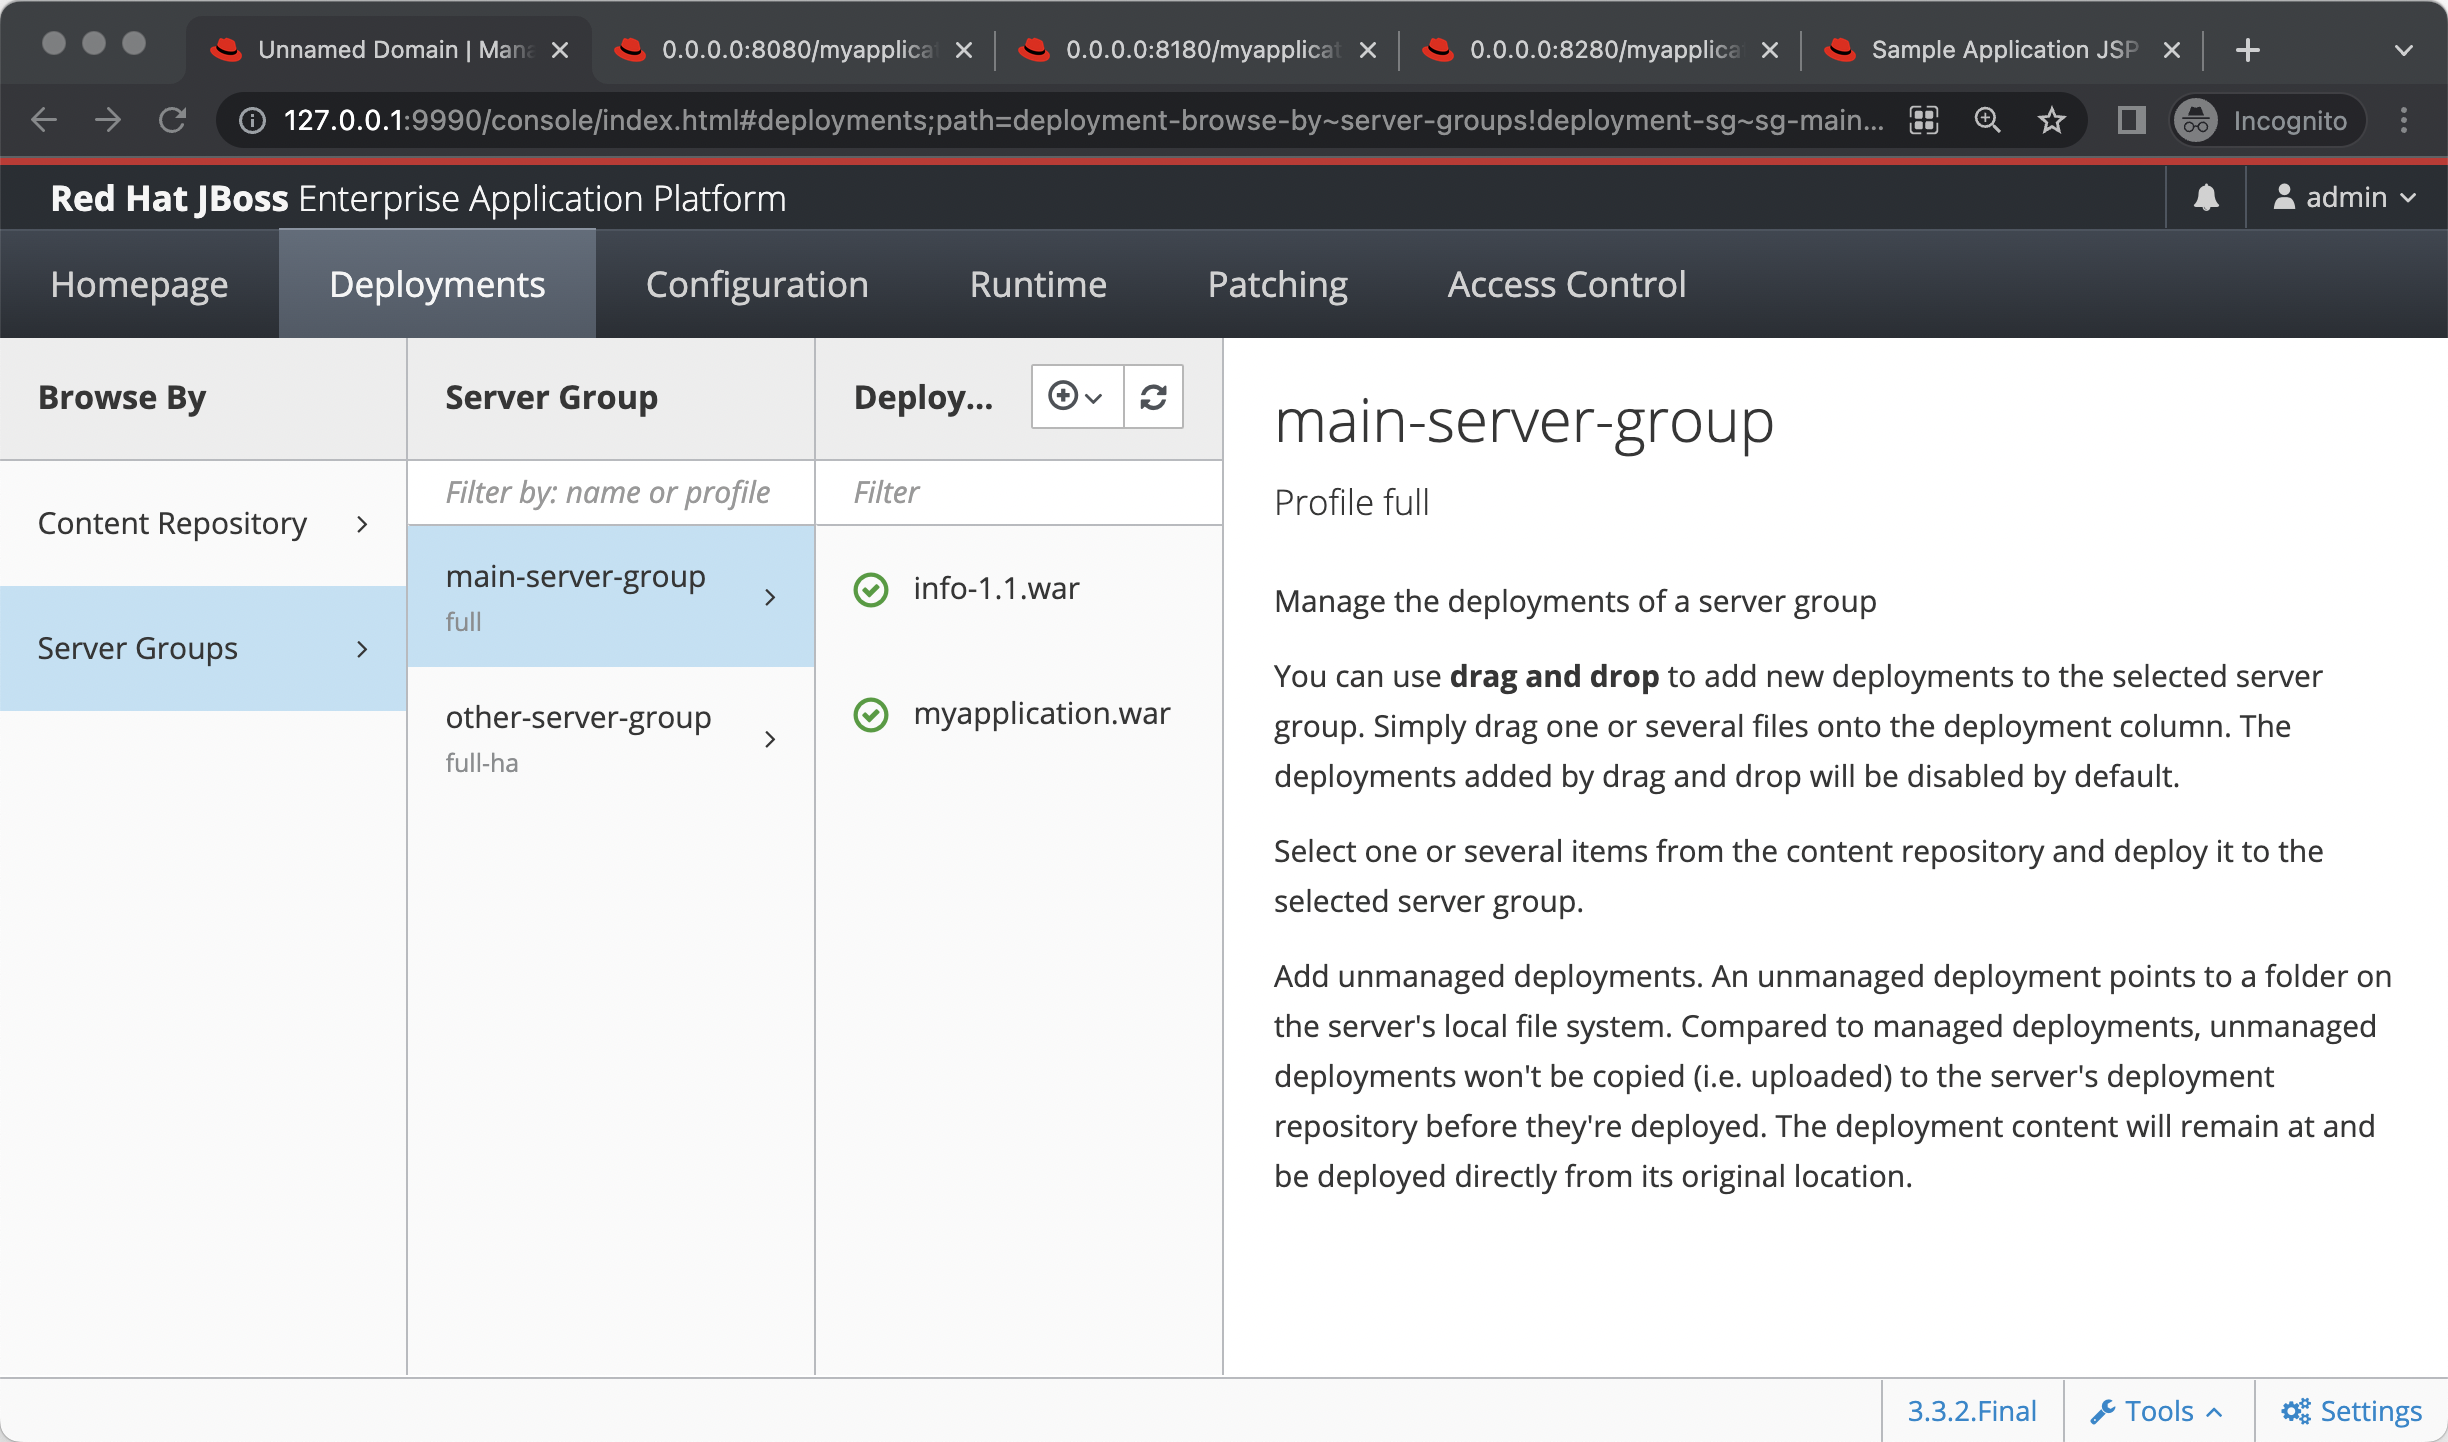 Unnamed Domain | Mana
0.0.0.0:8080/myapplicat
0.0.0.0:8180/myapplicat
0.0.0.0:8280/myapplica
Sample Application JSP
127.0.0.1:9990/console/index.html#deployments;path=deployment-browse-by~server-groups!deployment-sg~sg-main...
Incognito
Red Hat JBoss Enterprise Application Platform
admin
Homepage
Deployments
Configuration
Runtime
Patching
Access Control
Browse By
Content Repository
Server Groups
Server Group
Filter by: name or profile
main-server-group
full
other-server-group
full-ha
Deploy...
Filter
info-1.1.war
myapplication.war
main-server-group
Profile full
Manage the deployments of a server group
You can use drag and drop to add new deployments to the selected server
group. Simply drag one or several files onto the deployment column. The
deployments added by drag and drop will be disabled by default.
Select one or several items from the content repository and deploy it to the
selected server group.
Add unmanaged deployments. An unmanaged deployment points to a folder on
the server's local file system. Compared to managed deployments, unmanaged
deployments won't be copied (i.e. uploaded) to the server's deployment
repository before they're deployed. The deployment content will remain at and
be deployed directly from its original location.
3.3.2.Final
Tools
Settings